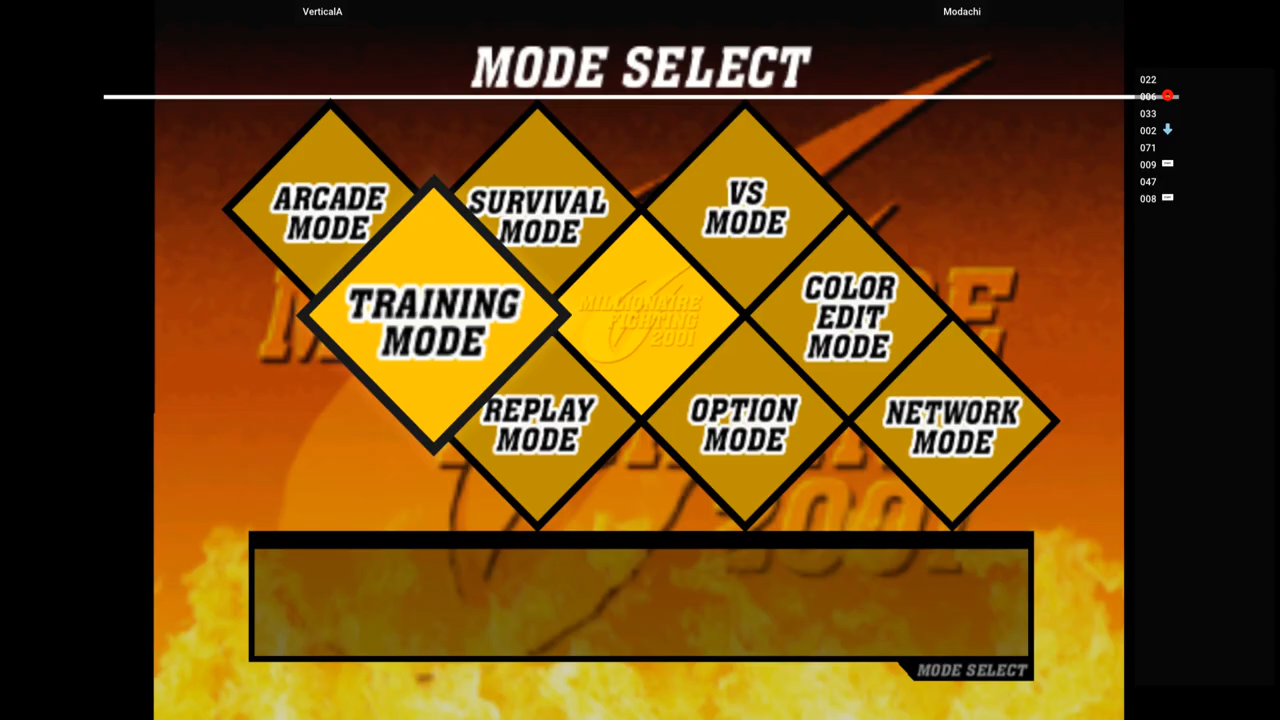 VerticalA
Modachi
MODE SELECT
022
006
033
002
071
009
047
008
ARCADE
MODE
SURVIVAL
MODE
VS
MODE
TRAINING
MODE
MILLIONAIRE
FIGHTING
2001
COLOR
EDIT
MODE
REPLAY
MODE
OPTION
MODE
NETWORK
MODE
2001
MODE SELECT